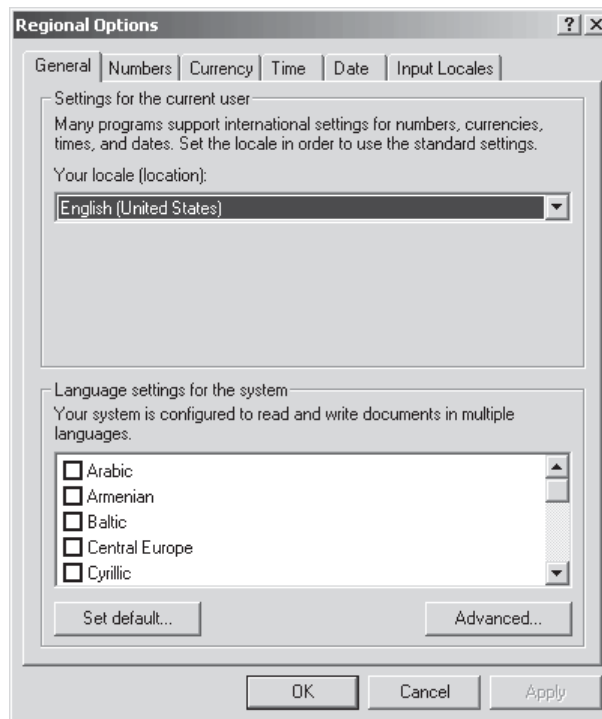 Regional Options
General Numbers Currency Time Date Input Locales
Settings for the current user
Many programs support international settings for numbers, currencies,
times, and dates. Set the locale in order to use the standard settings.
Your locale (location):
English (United States)
Language settings for the system
Your system is configured to read and write documents in multiple
languages.
Arabic
Armenian
Baltic
Central Europe
Cyrillic
Set default... Advanced...
OK Cancel Apply